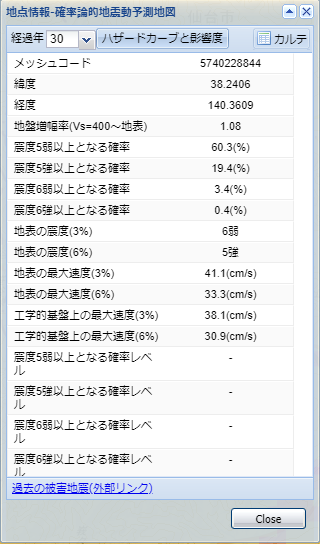 地点情報-確率論的地震動予測地図
経過年 30 ハザードカーブと影響度 カルテ
メッシュコード 5740228844
緯度 38.2406
経度 140.3609
地盤増幅率(Vs=400～地表) 1.08
震度5弱以上となる確率 60.3(%)
震度5強以上となる確率 19.4(%)
震度6弱以上となる確率 3.4(%)
震度6強以上となる確率 0.4(%)
地表の震度(3%) 6弱
地表の震度(6%) 5強
地表の最大速度(3%) 41.1(cm/s)
地表の最大速度(6%) 33.3(cm/s)
工学的基盤上の最大速度(3%) 38.1(cm/s)
工学的基盤上の最大速度(6%) 30.9(cm/s)
震度5弱以上となる確率レベ -
ル
震度5強以上となる確率レベ -
ル
震度6弱以上となる確率レベ -
ル
震度6強以上となる確率レベ -
ル
過去の被害地震(外部リンク)
Close